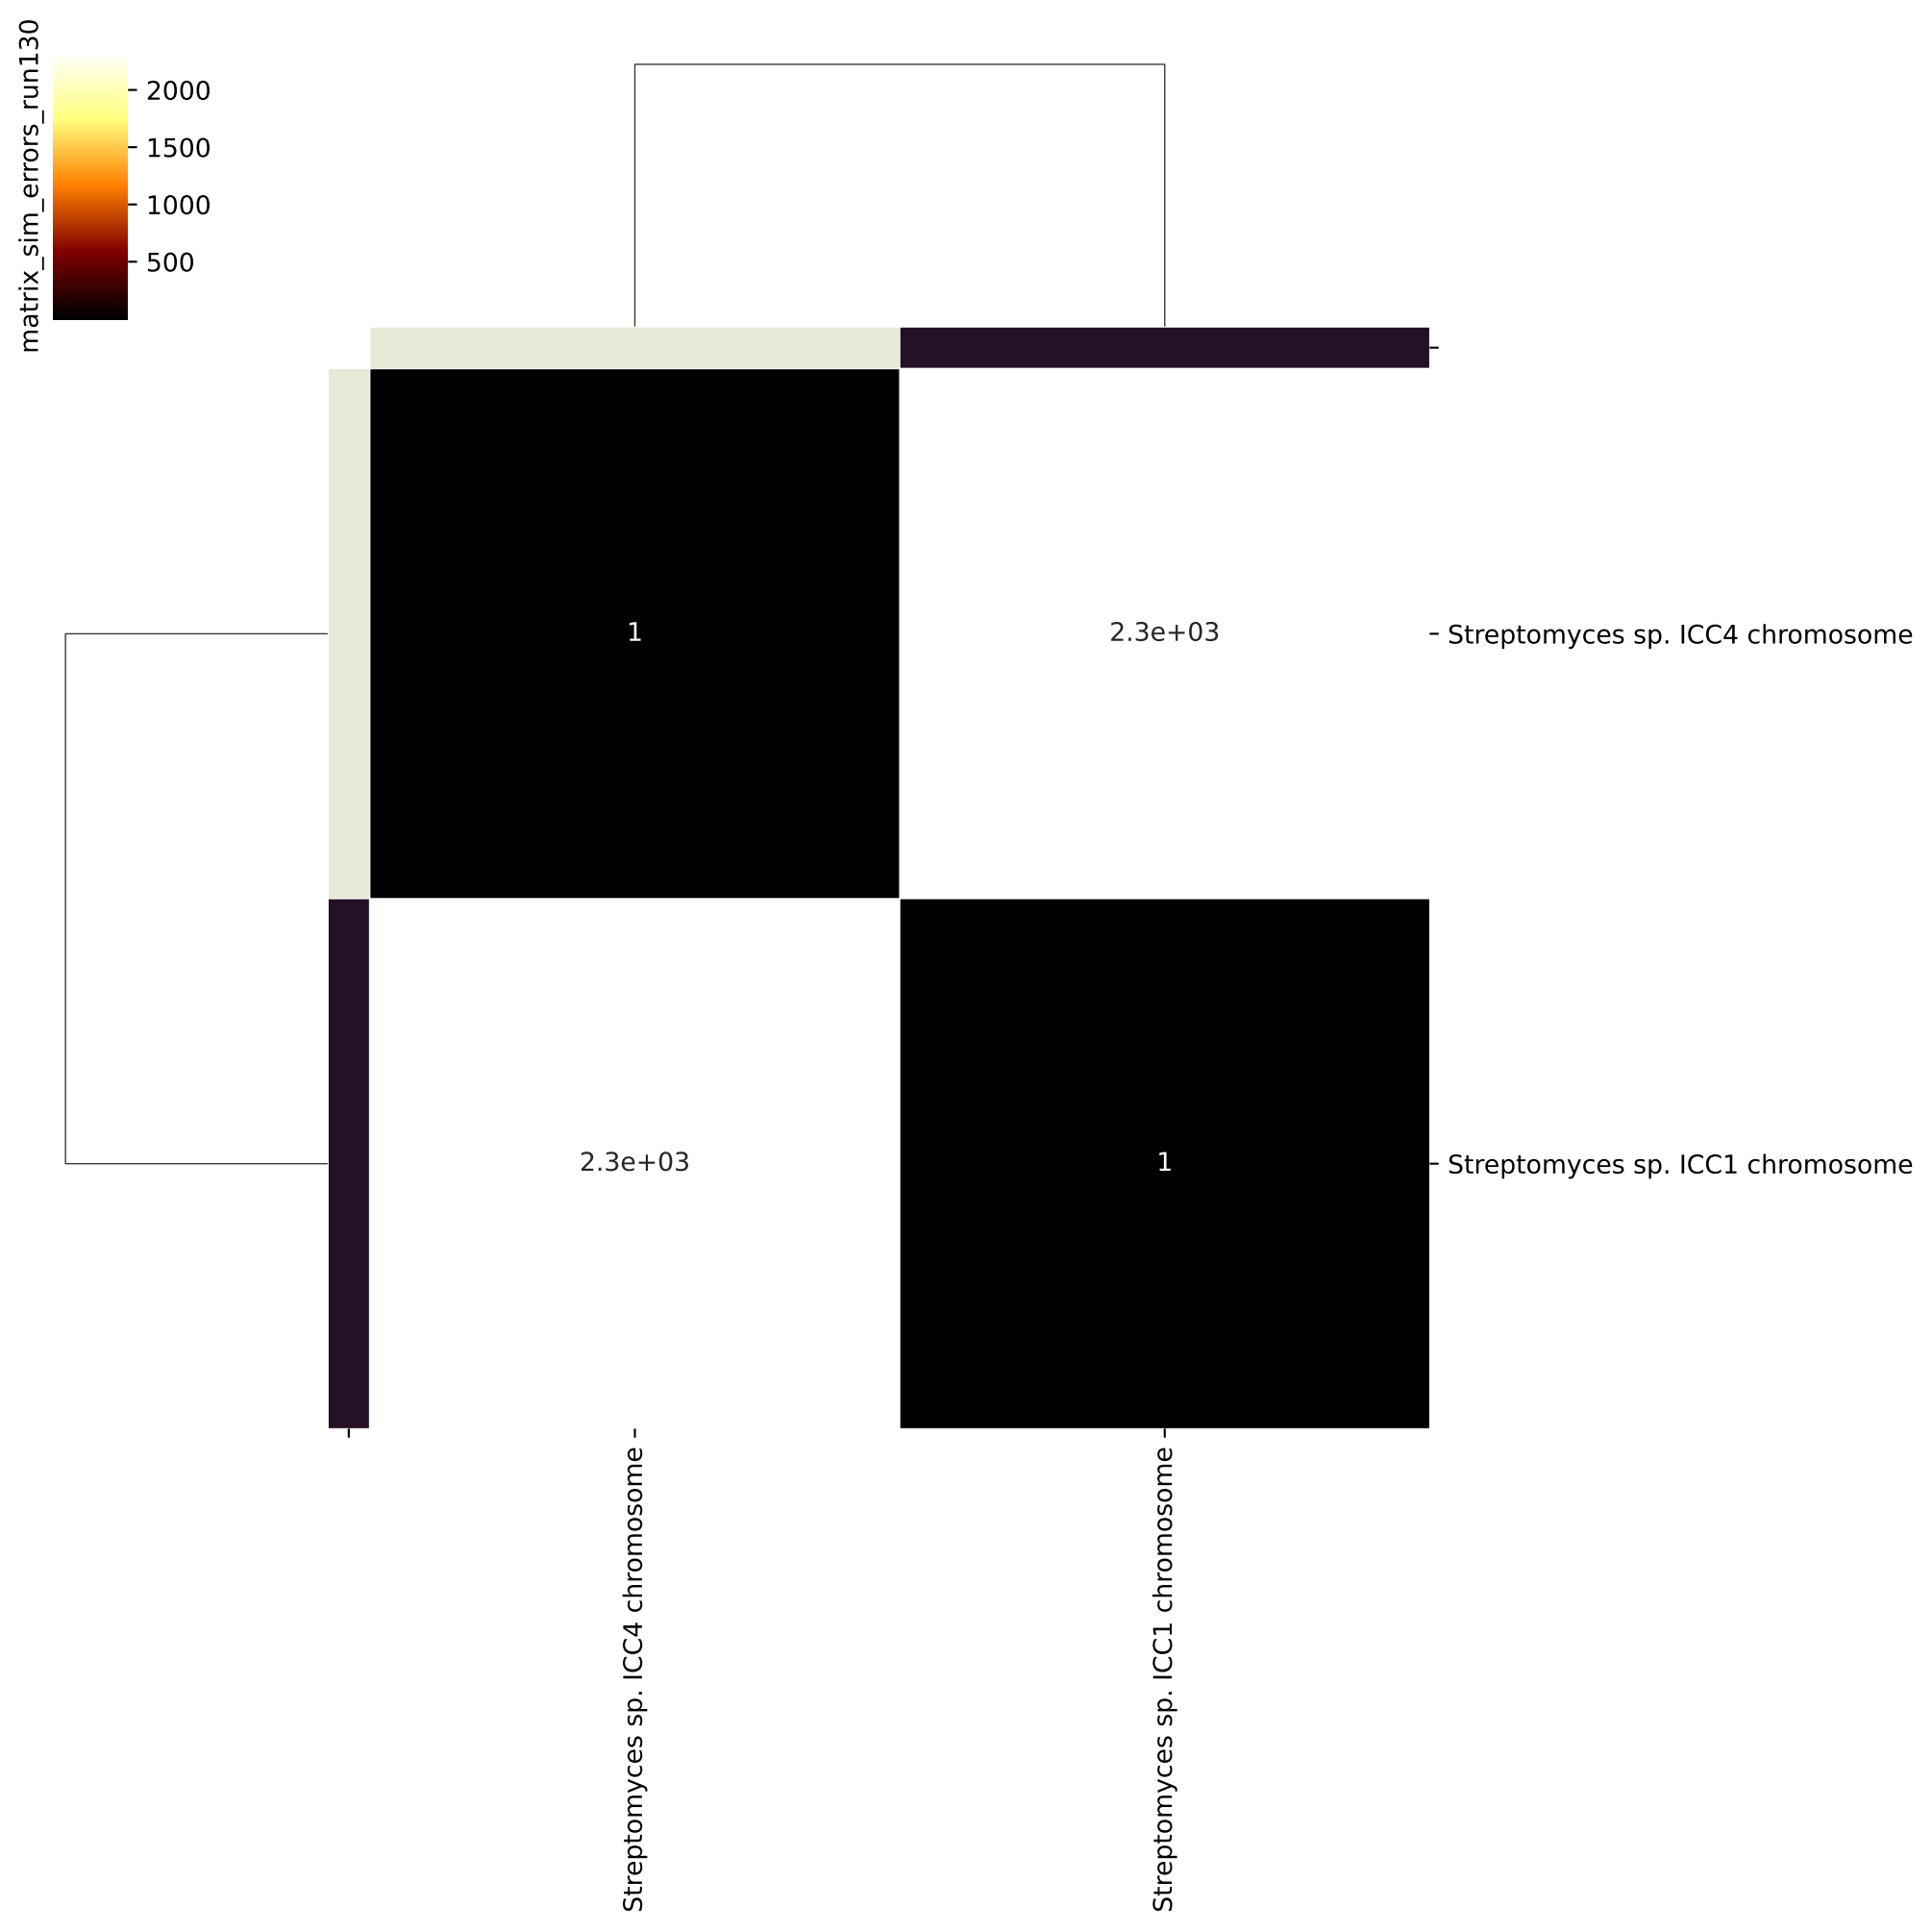 matrix_sim_errors_run130
2000
1500
1000
500
1
2.3e+03
Streptomyces sp. ICC4 chromosome
2.3e+03
1
Streptomyces sp. ICC1 chromosome
Streptomyces sp. ICC4 chromosome
Streptomyces sp. ICC1 chromosome